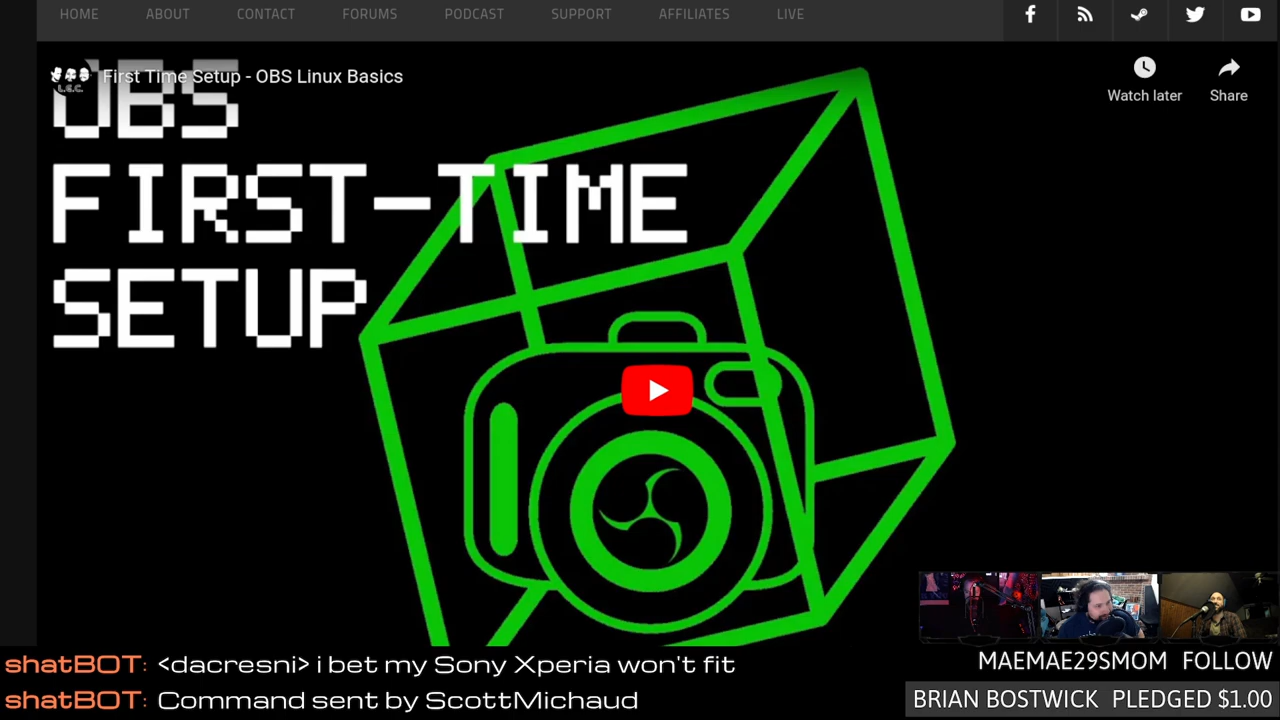 HOME ABOUT CONTACT FORUMS PODCAST SUPPORT AFFILIATES LIVE
L.E.C.
First Time Setup - OBS Linux Basics
Watch later
Share
OBS
FIRST-TIME
SETUP
shatBOT: <dacresni> i bet my Sony Xperia won't fit
MAEMAE29SMOM FOLLOW
shatBOT: Command sent by ScottMichaud
BRIAN BOSTWICK PLEDGED $1.00